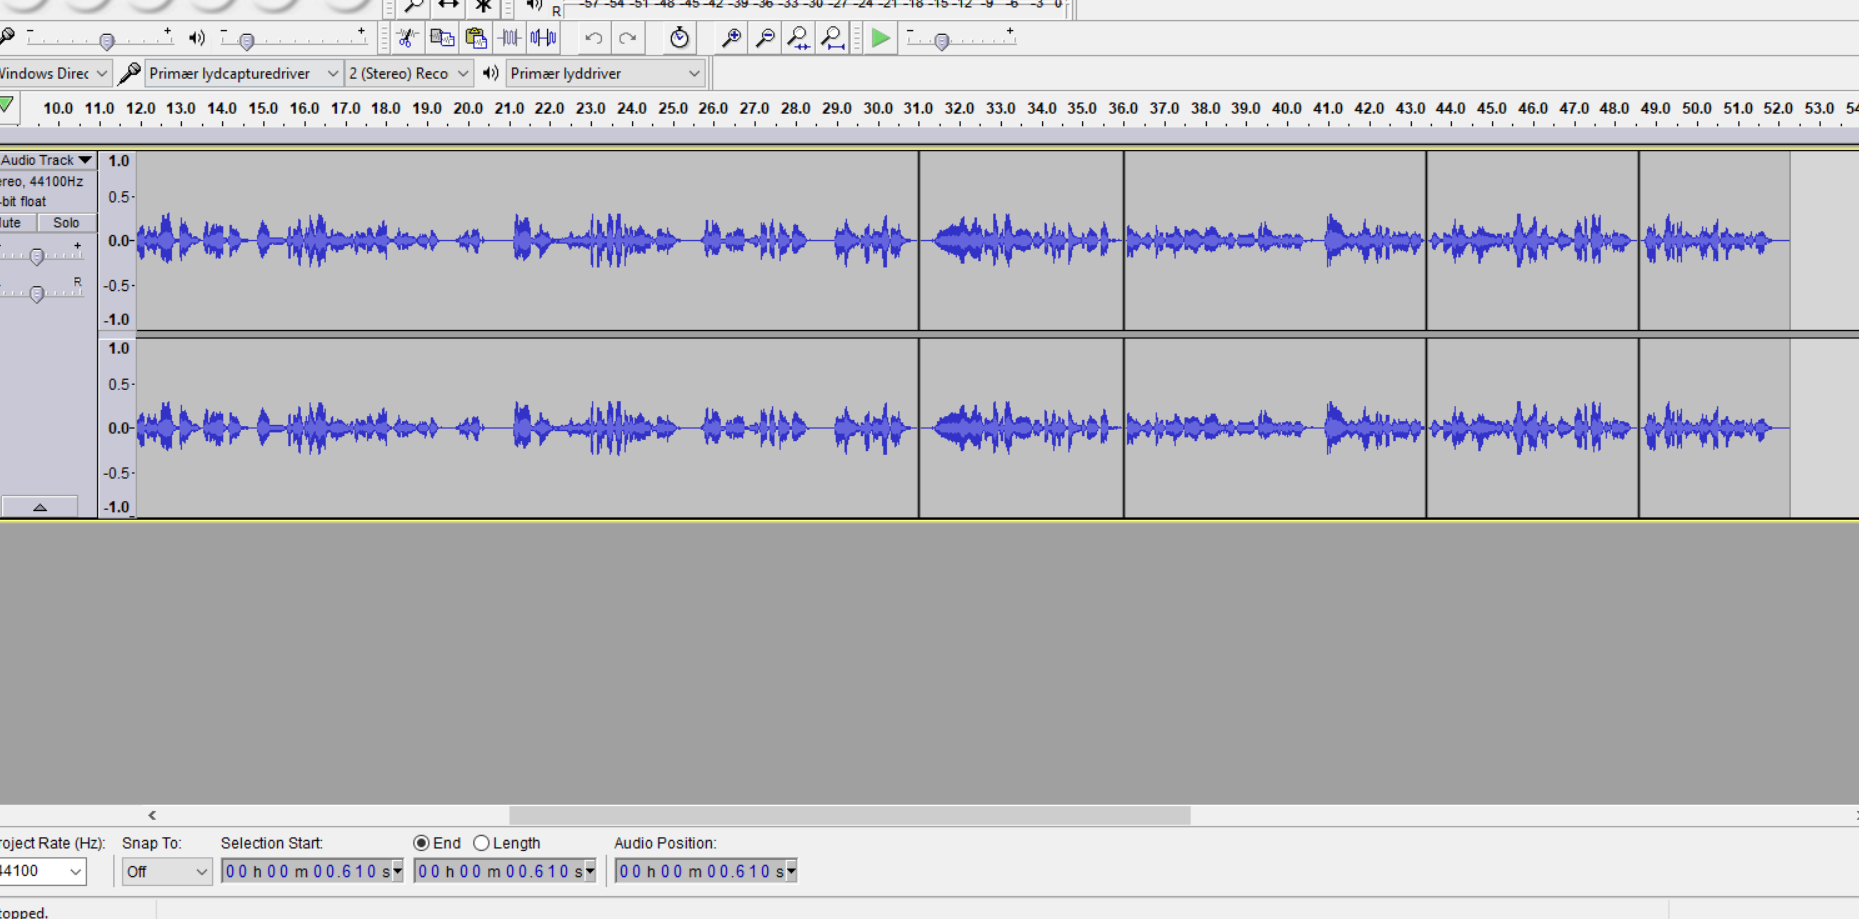 -57 -54 -51 -48 -45 -42 -39 -36 -33 -30 -27 -24 -21 -18 -15 -12 -9 -6 -3 0
R
- + - + - +
Windows Direc Primær lydcapturedriver 2 (Stereo) Reco Primær lyddriver
10.0 11.0 12.0 13.0 14.0 15.0 16.0 17.0 18.0 19.0 20.0 21.0 22.0 23.0 24.0 25.0 26.0 27.0 28.0 29.0 30.0 31.0 32.0 33.0 34.0 35.0 36.0 37.0 38.0 39.0 40.0 41.0 42.0 43.0 44.0 45.0 46.0 47.0 48.0 49.0 50.0 51.0 52.0 53.0 54
Audio Track 1.0
ereo, 44100Hz
-bit float 0.5-
lute Solo
0.0-
+
R -0.5-
-1.0
1.0
0.5-
0.0-
-0.5-
-1.0
roject Rate (Hz): Snap To: Selection Start: End Length Audio Position:
44100 Off 00 h 00 m 00.610 s 00 h 00 m 00.610 s 00 h 00 m 00.610 s
topped.